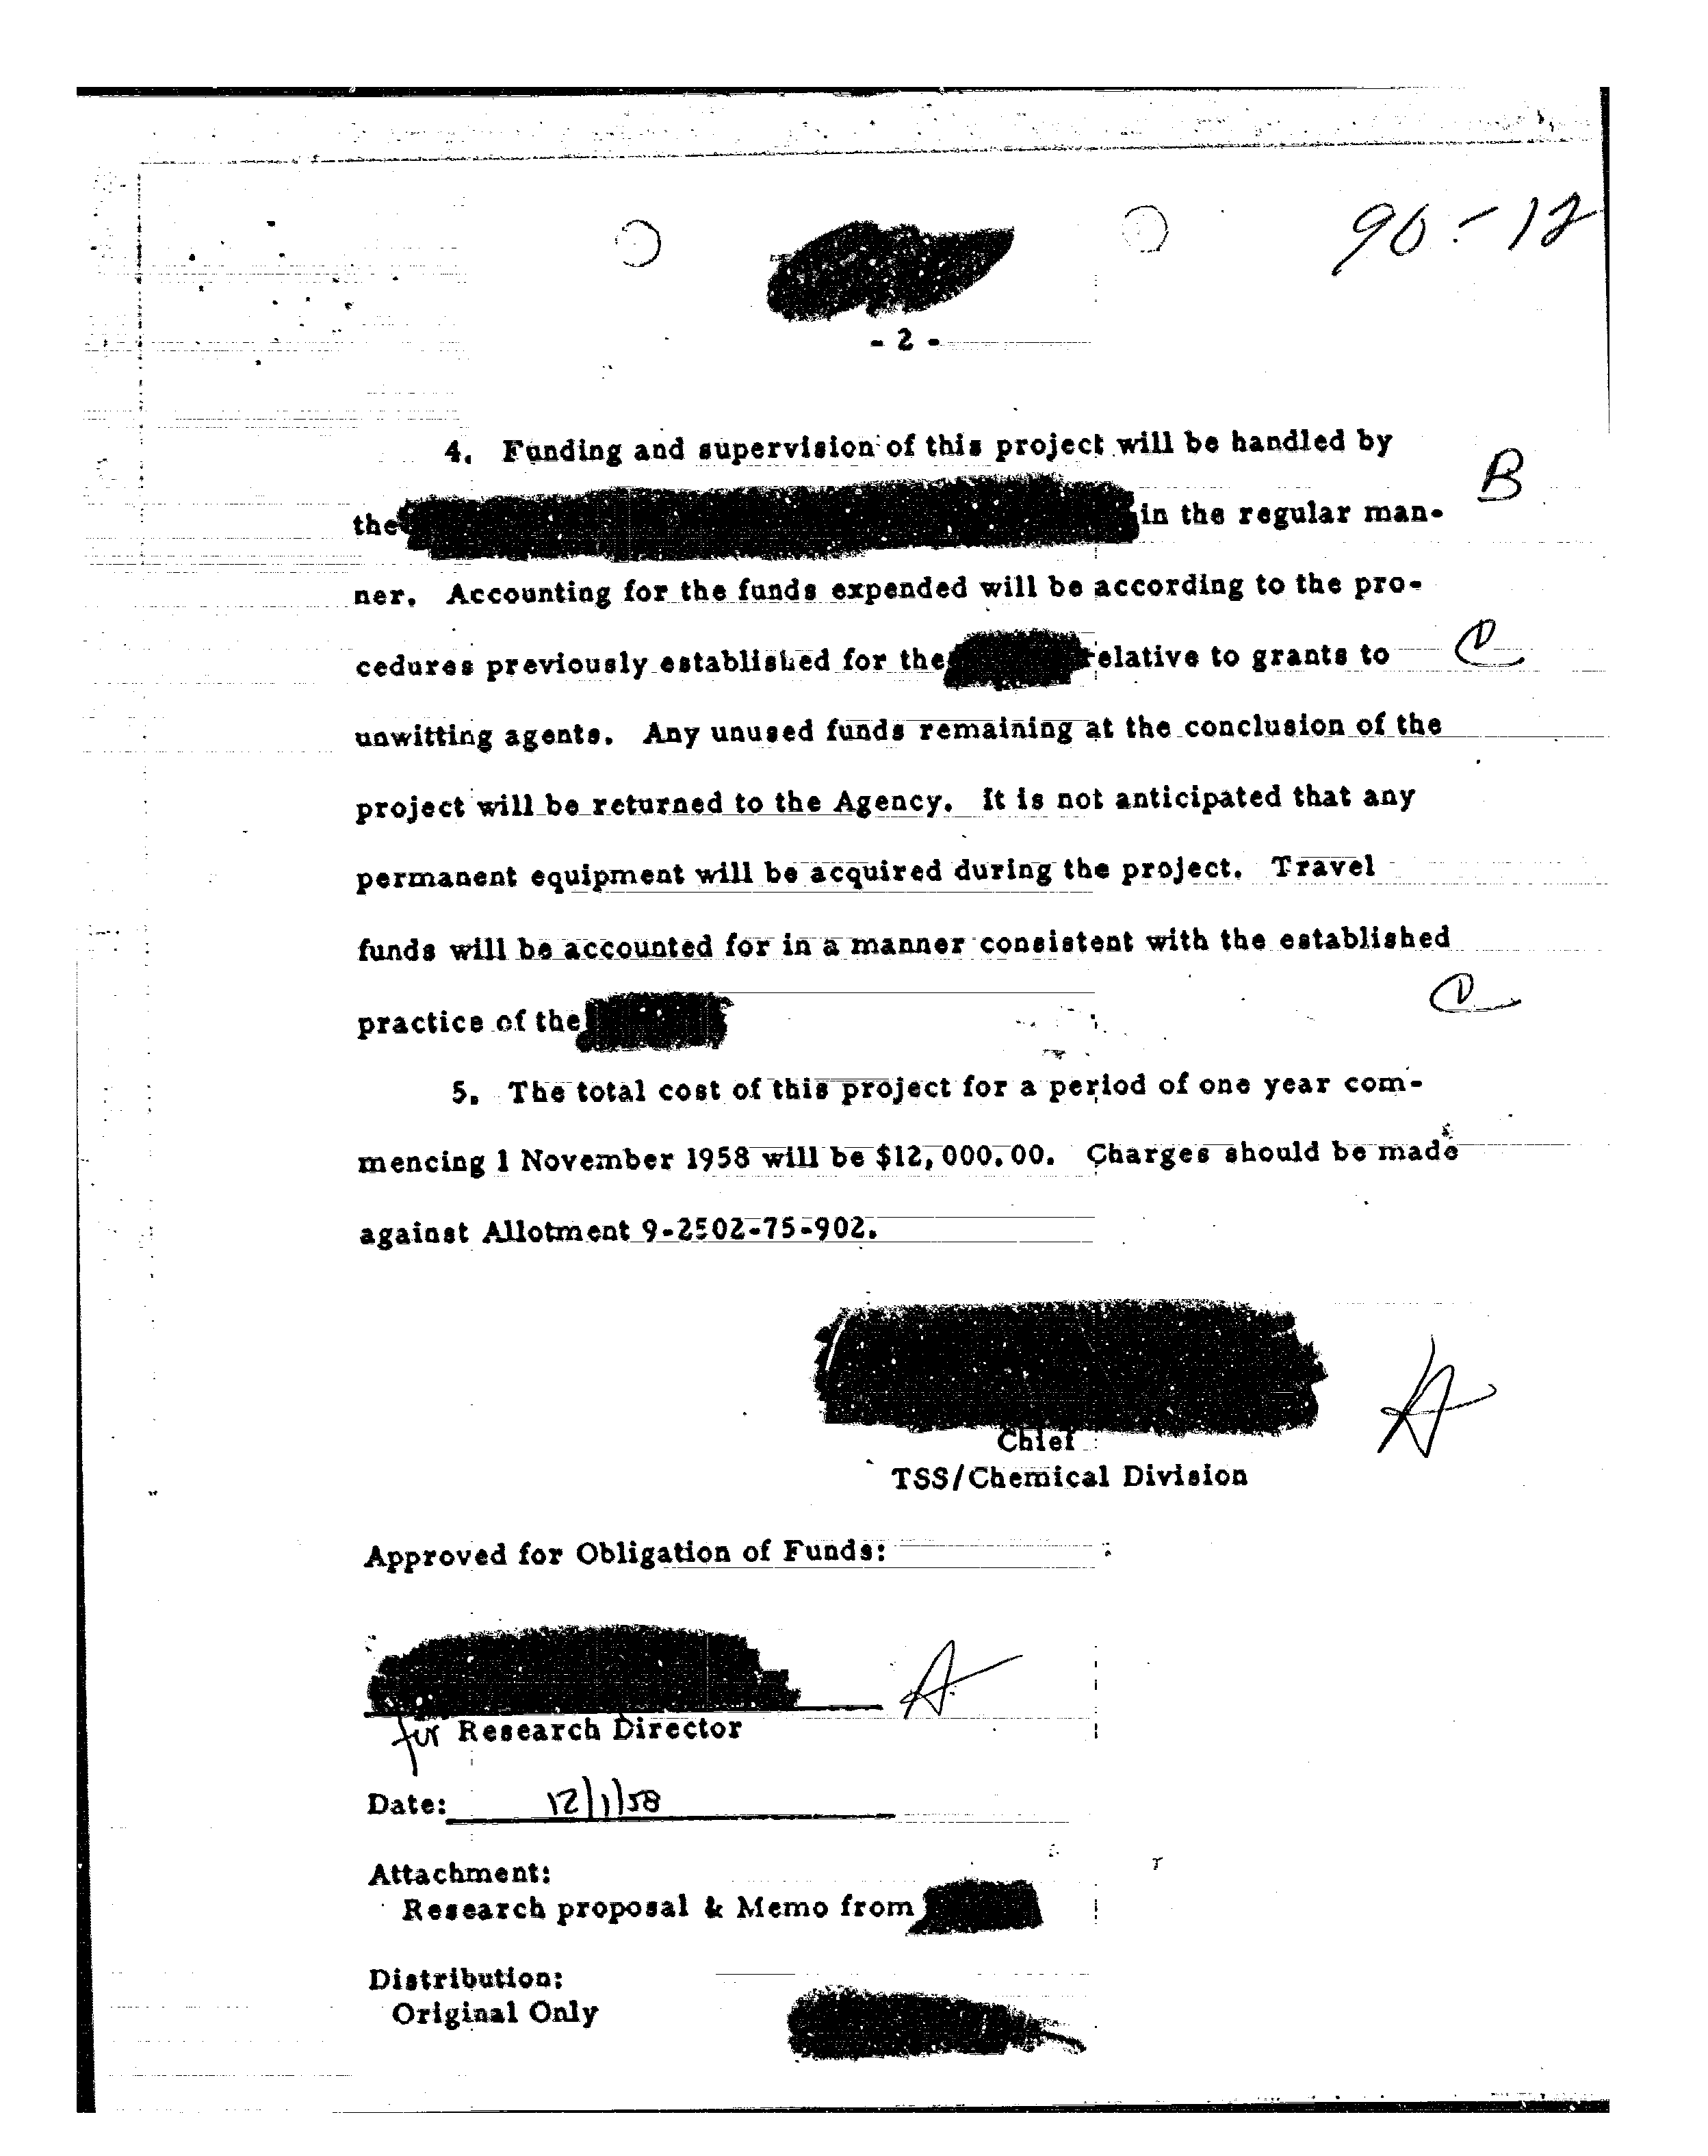 90-12
- 2 -
4. Funding and supervision of this project will be handled by
B
the in the regular man-
ner. Accounting for the funds expended will be according to the pro-
cedures previously established for the relative to grants to
C
unwitting agents. Any unused funds remaining at the conclusion of the
project will be returned to the Agency. It is not anticipated that any
permanent equipment will be acquired during the project. Travel
funds will be accounted for in a manner consistent with the established
C
practice of the
5. The total cost of this project for a period of one year com-
mencing 1 November 1958 will be $12,000.00. Charges should be made
against Allotment 9-2502-75-902.
A
Chief
TSS/Chemical Division
Approved for Obligation of Funds:
A
for Research Director
Date: 12/1/58
Attachment:
Research proposal & Memo from
Distribution:
Original Only